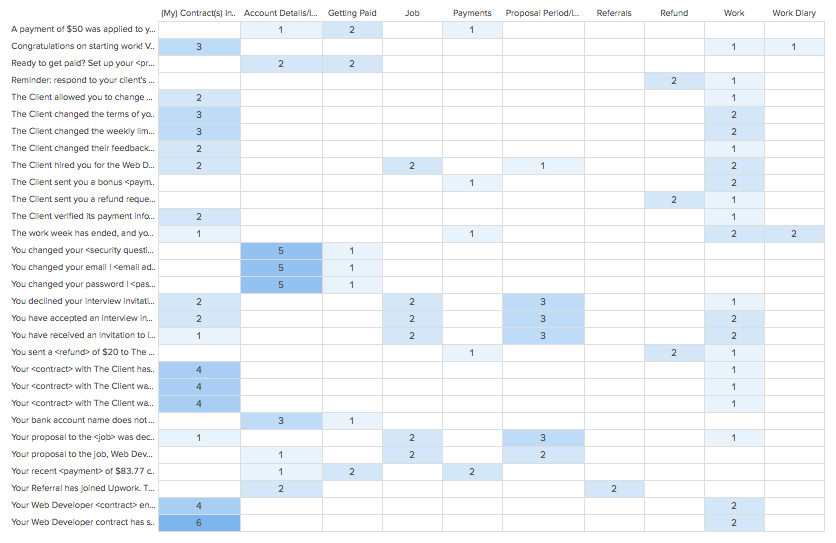 (My) Contract(s) In.. Account Details/I... Getting Paid Job Payments Proposal Period/i... Referrals Refund Work Work Diary
A payment of $50 was applied to y... 1 2 1
Congratulations on starting work! V.. 3 1 1
Ready to get paid? Set up your <pr... 2 2
Reminder: respond to your client's ... 2 1
The Client allowed you to change ... 2 1
The Client changed the terms of yo... 3 2
The Client changed the weekly lim... 3 2
The Client changed their feedback... 2 1
The Client hired you for the Web D... 2 2 1 2
The Client sent you a bonus <paym.. 1 2
The Client sent you a refund reque... 2 1
The Client verified its payment info... 2 1
The work week has ended, and yo... 1 1 2 2
You changed your <security questi... 5 1
You changed your email | <email ad.. 5 1
You changed your password | <pas... 5 1
You declined your interview invitati... 2 2 3 1
You have accepted an interview in... 2 2 3 2
You have received an invitation to i... 1 2 3 2
You sent a <refund> of $20 to The ... 1 2 1
Your <contract> with The Client has.. 4 1
Your <contract> with The Client wa... 4 1
Your <contract> with The Client wa... 4 1
Your bank account name does not ... 3 1
Your proposal to the <job> was dec.. 1 2 3 1
Your proposal to the job, Web Dev... 1 2 2
Your recent <payment> of $83.77 c.. 1 2 2
Your Referral has joined Upwork. T... 2 2
Your Web Developer <contract> en... 4 2
Your Web Developer contract has s.. 6 2